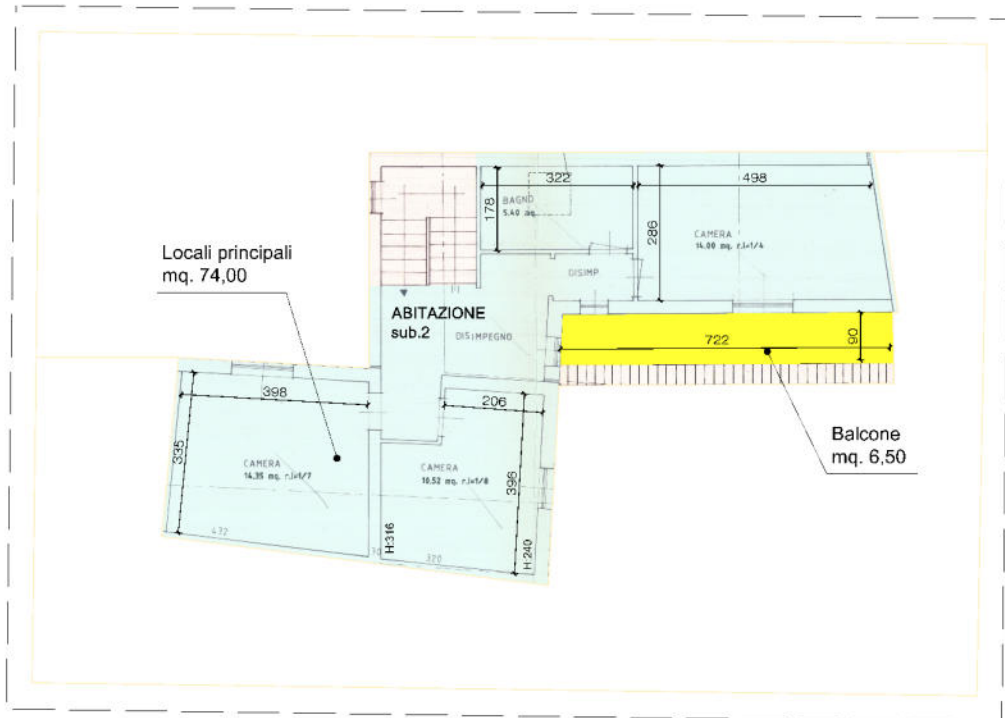 322
498
BAGNO
5.40 mq.
178
286
CAMERA
14,00 mq. r.i=1/4
Locali principali
mq. 74,00
DISIMP
ABITAZIONE
sub.2
DISIMPEGNO
722
90
398
206
335
Balcone
mq. 6,50
CAMERA
14,35 mq. r.i=1/7
CAMERA
10,52 mq. r.i=1/8
396
432
30
H:316
320
H:240